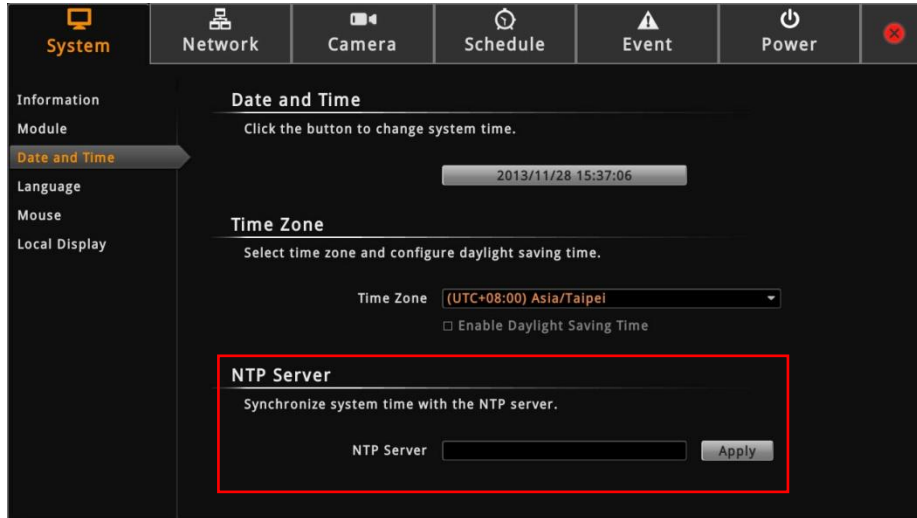 System
Network
Camera
Schedule
Event
Power
Information
Module
Date and Time
Language
Mouse
Local Display
Date and Time
Click the button to change system time.
2013/11/28 15:37:06
Time Zone
Select time zone and configure daylight saving time.
Time Zone (UTC+08:00) Asia/Taipei
Enable Daylight Saving Time
NTP Server
Synchronize system time with the NTP server.
NTP Server Apply